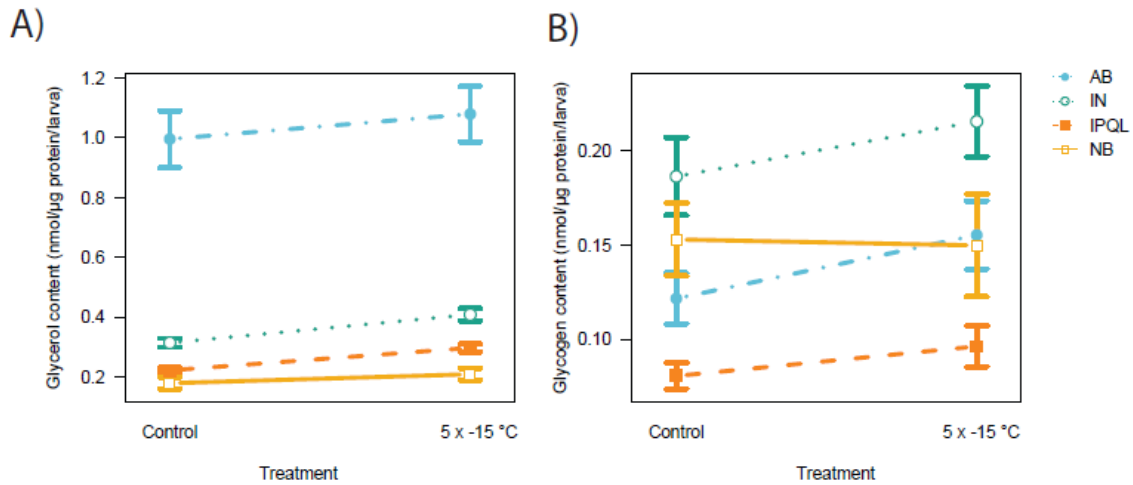 A)
Glycerol content (nmol/µg protein/larva)
1.2
1.0
0.8
0.6
0.4
0.2
Control
5 x -15 °C
Treatment
B)
Glycogen content (nmol/µg protein/larva)
0.20
0.15
0.10
Control
5 x -15 °C
Treatment
AB
IN
IPQL
NB